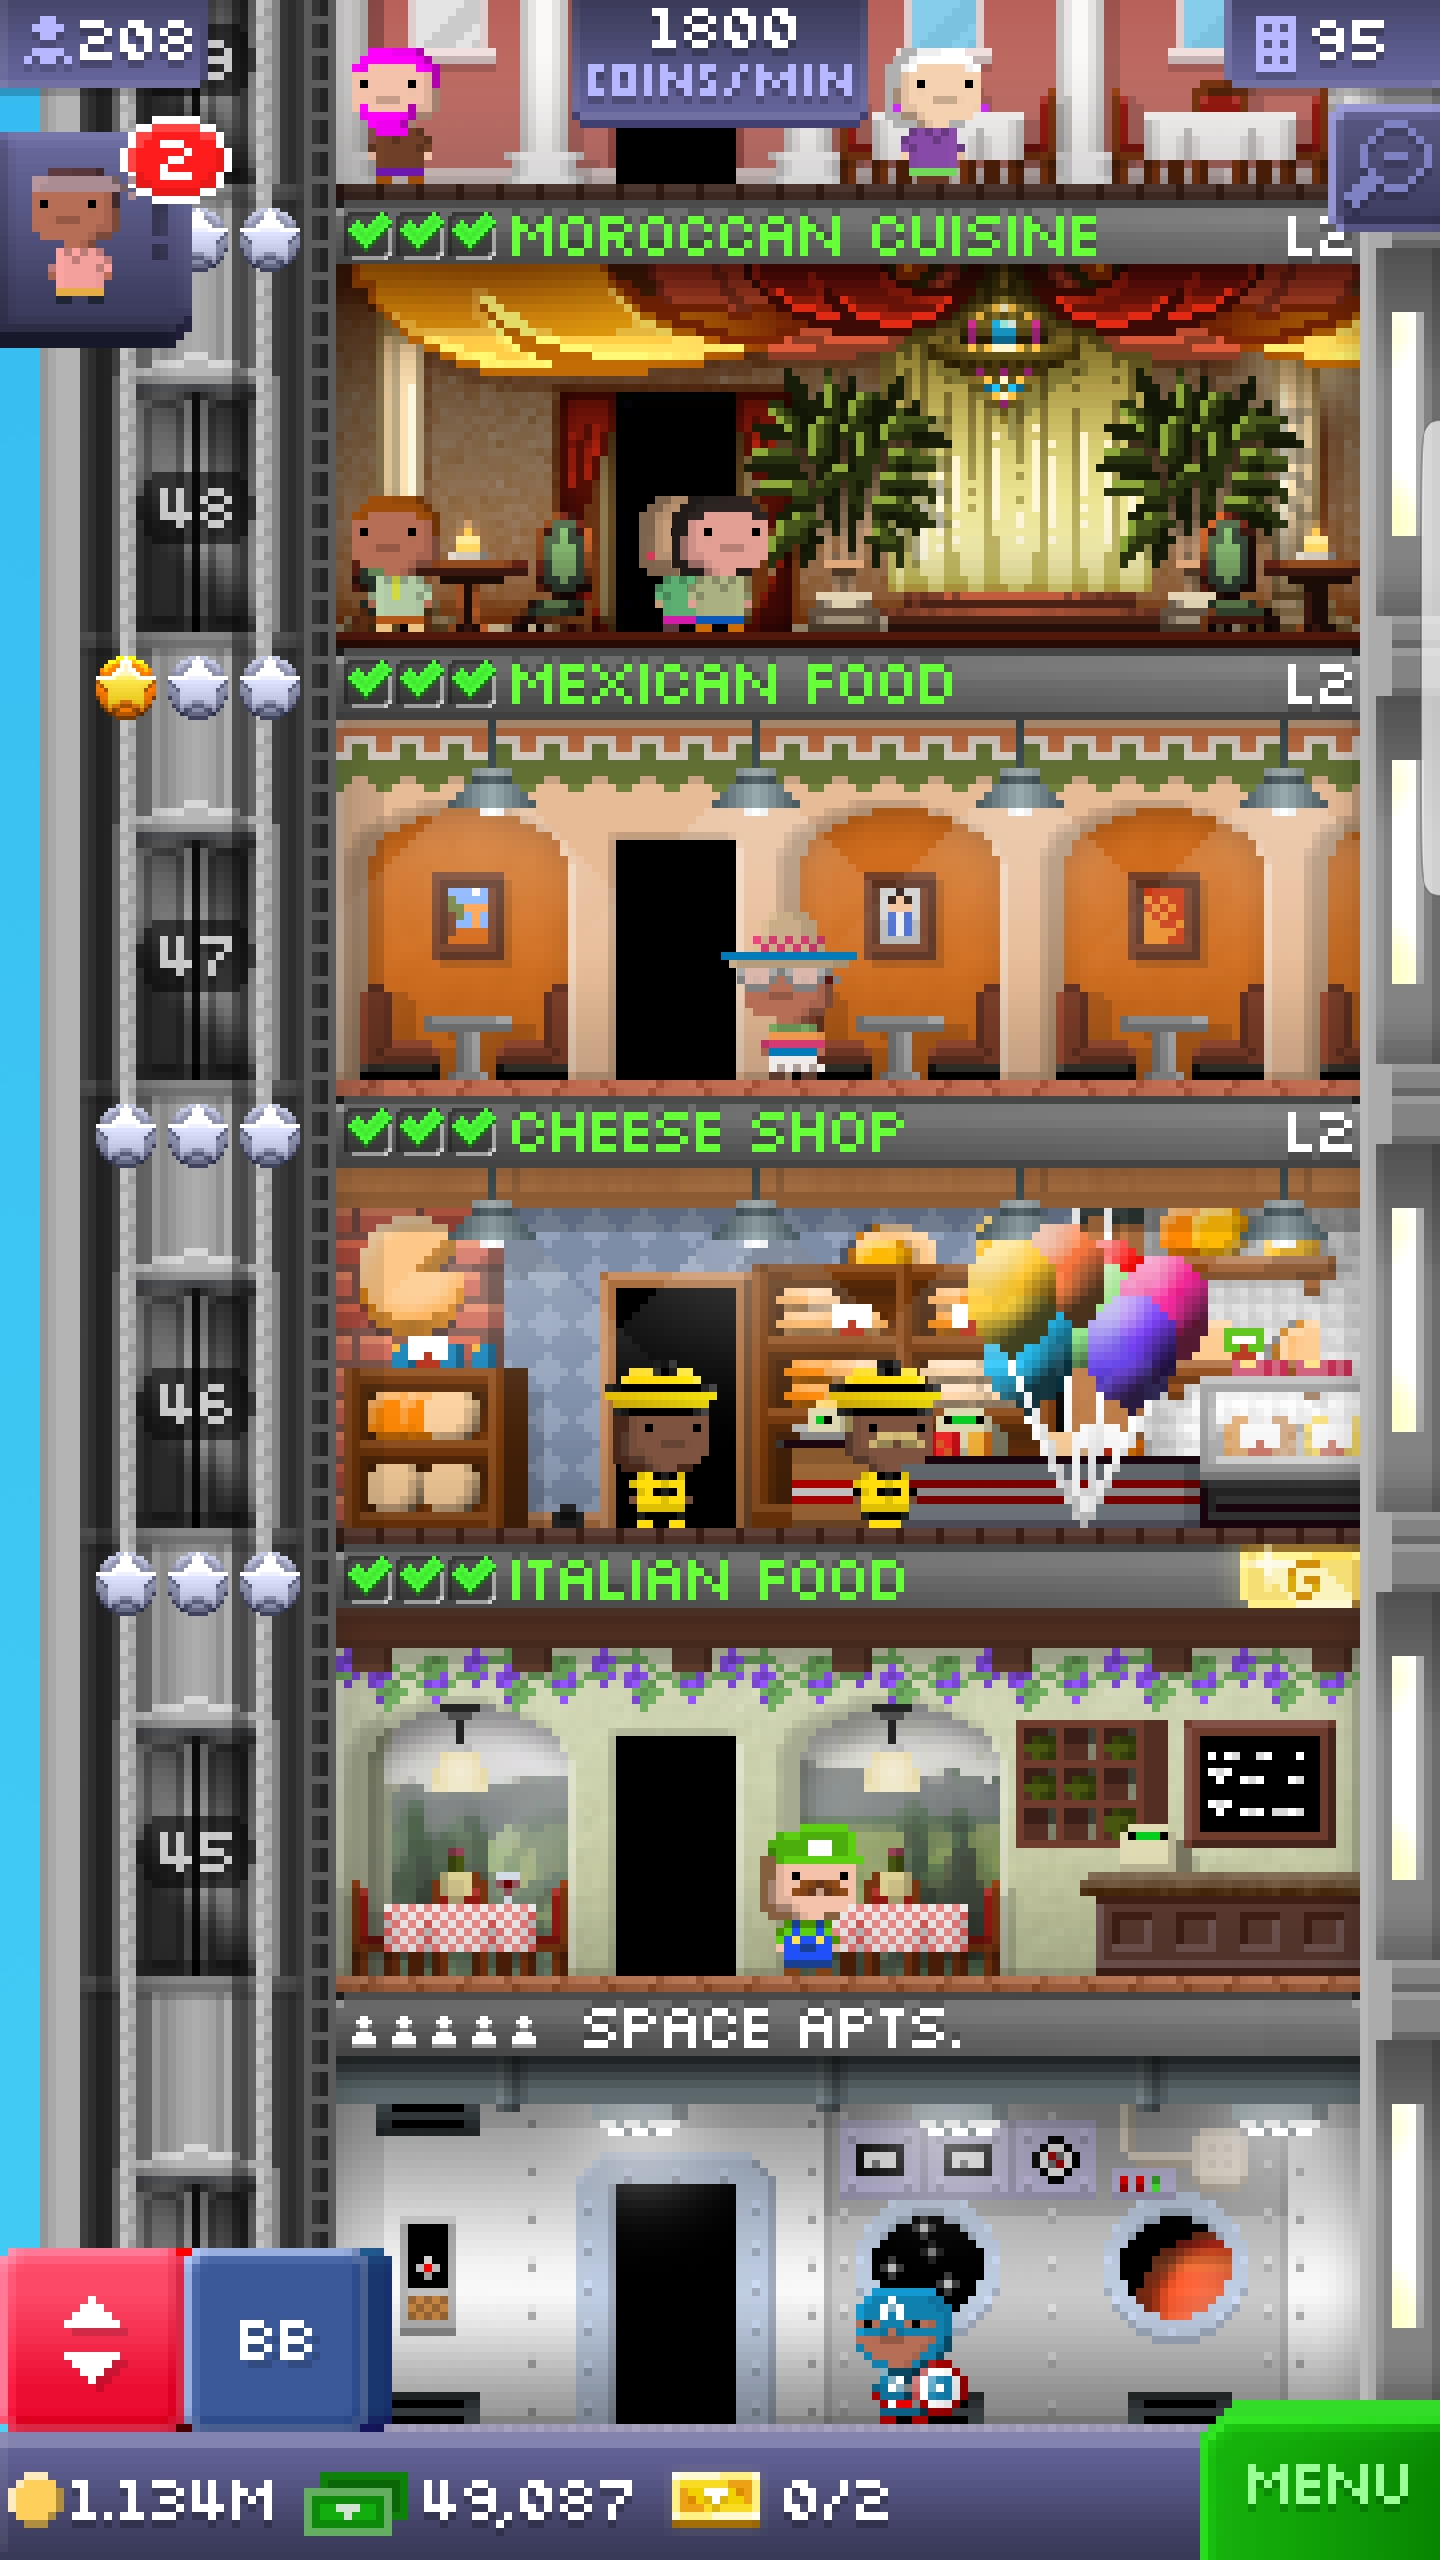 208
1800
COINS/MIN
95
2
MOROCCAN CUISINE L2
48
MEXICAN FOOD L2
47
CHEESE SHOP L2
46
ITALIAN FOOD G
45
SPACE APTS.
A
BB
MENU
1.134M 49,087 0/2